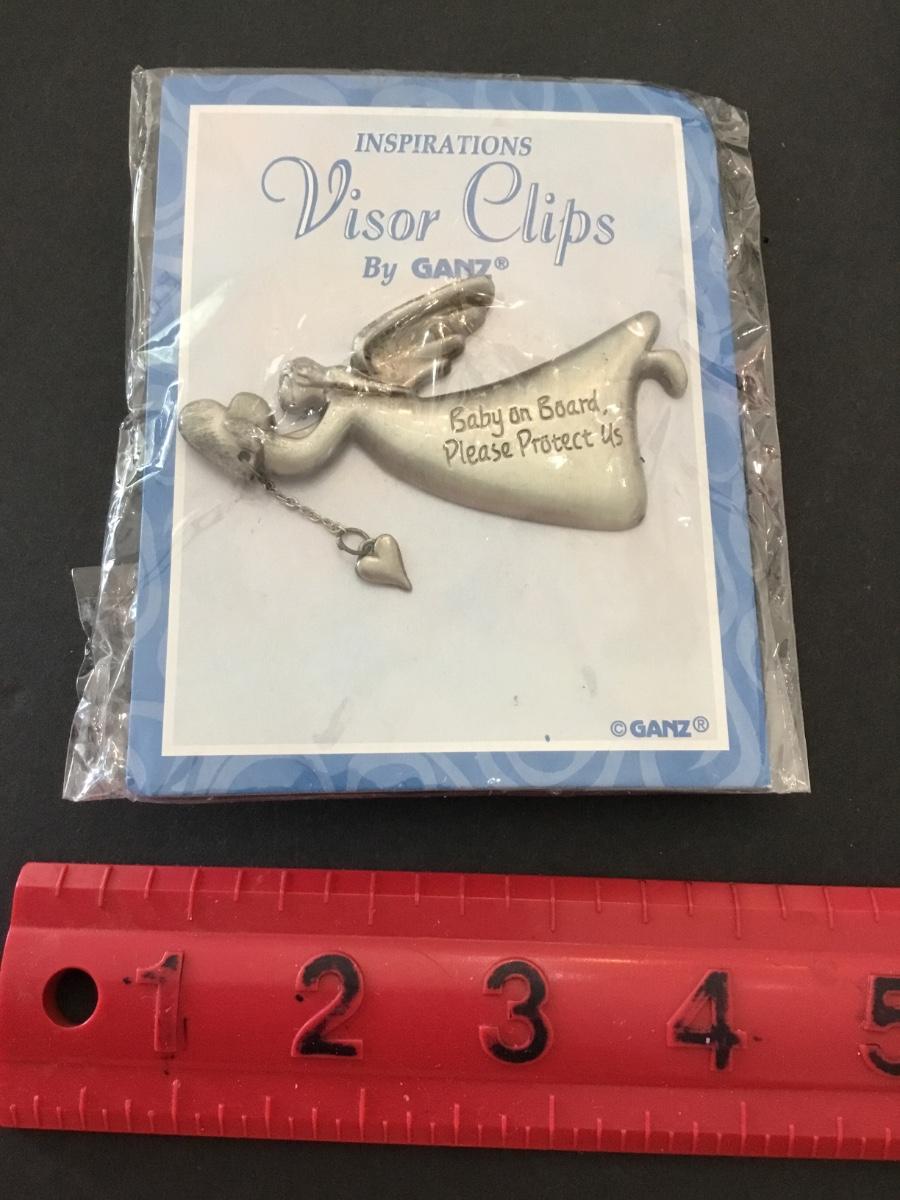 INSPIRATIONS
Visor Clips
By GANZ®
Baby on Board,
Please Protect Us
© GANZ®
1 2 3 4 5